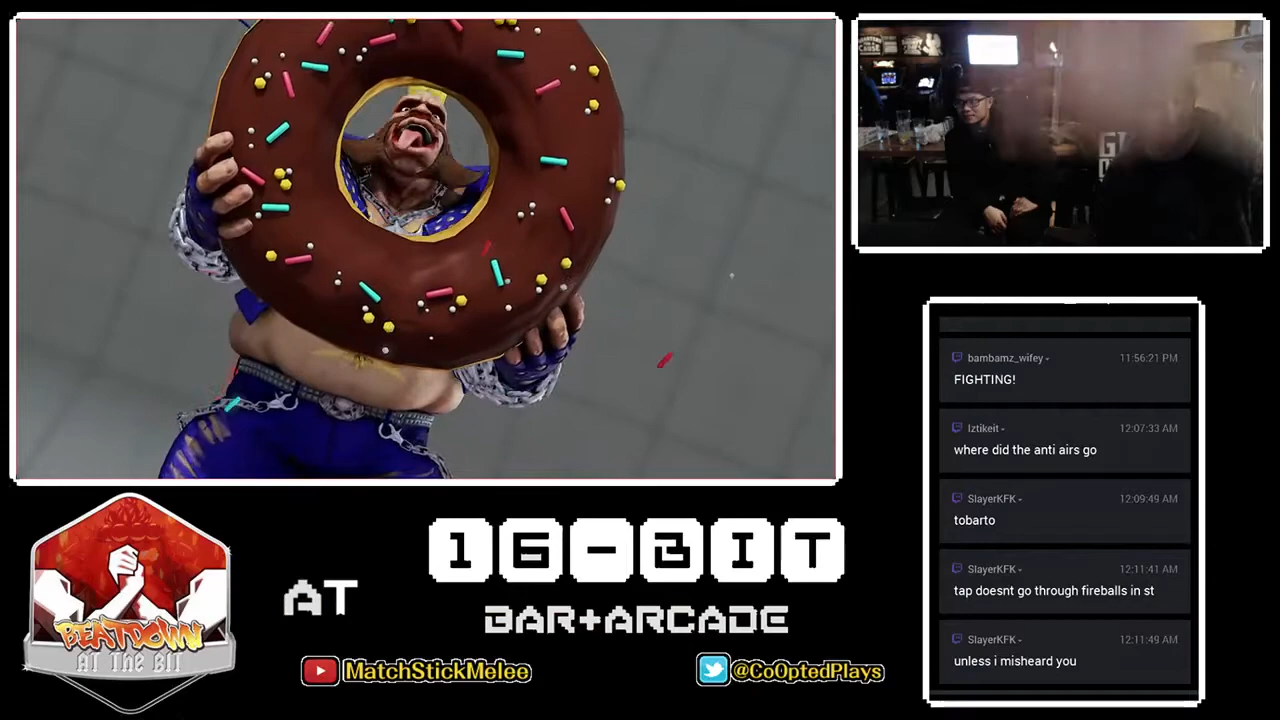 bambamz_wifey
11:56:21 PM
FIGHTING!
Iztikeit
12:07:33 AM
where did the anti airs go
SlayerKFK
12:09:49 AM
tobarto
SlayerKFK
12:11:41 AM
tap doesnt go through fireballs in st
SlayerKFK
12:11:49 AM
unless i misheard you
BEATDOWN
AT THE BIT
AT
16-BIT
BAR+ARCADE
MatchStickMelee
@CoOptedPlays